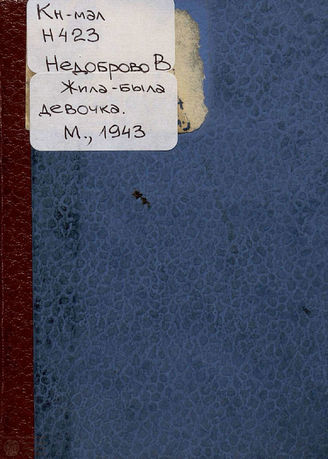 Кн-мал
Н423
Недоброво В.
Жила-была
девочка.
М., 1943